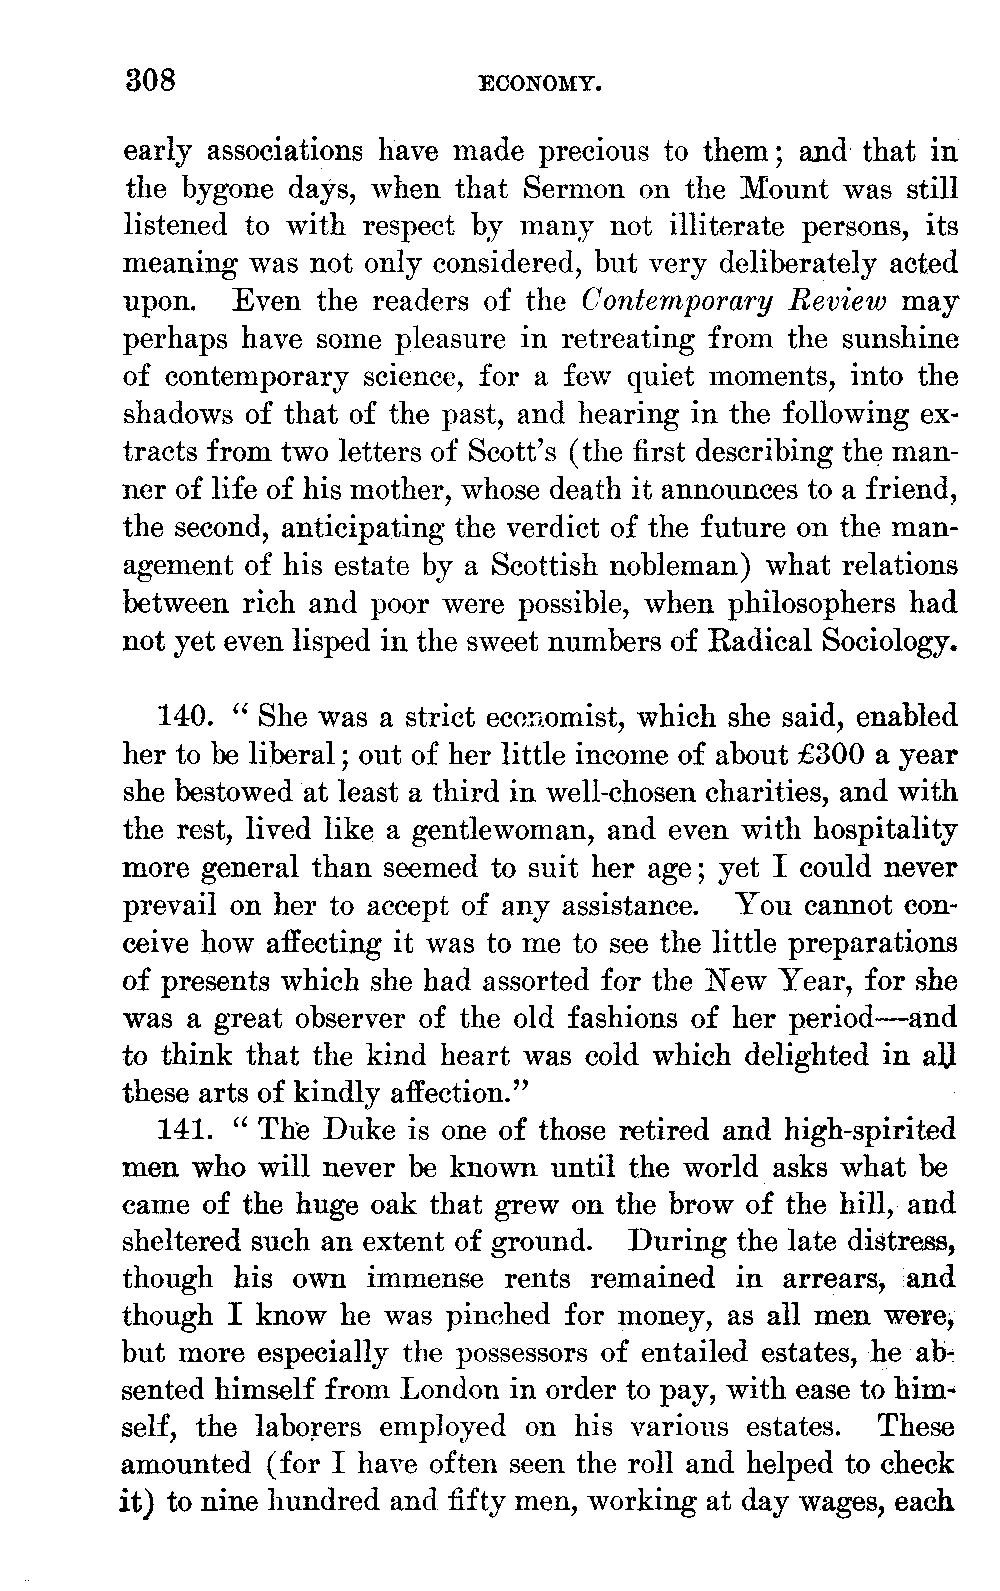 308 ECONOMY.
early associations have made precious to them; and that in
the bygone days, when that Sermon on the Mount was still
listened to with respect by many not illiterate persons, its
meaning was not only considered, but very deliberately acted
upon. Even the readers of the Contemporary Review may
perhaps have some pleasure in retreating from the sunshine
of contemporary science, for a few quiet moments, into the
shadows of that of the past, and hearing in the following ex-
tracts from two letters of Scott's (the first describing the man-
ner of life of his mother, whose death it announces to a friend,
the second, anticipating the verdict of the future on the man-
agement of his estate by a Scottish nobleman) what relations
between rich and poor were possible, when philosophers had
not yet even lisped in the sweet numbers of Radical Sociology.
140. “ She was a strict economist, which she said, enabled
her to be liberal; out of her little income of about £300 a year
she bestowed at least a third in well-chosen charities, and with
the rest, lived like a gentlewoman, and even with hospitality
more general than seemed to suit her age; yet I could never
prevail on her to accept of any assistance. You cannot con-
ceive how affecting it was to me to see the little preparations
of presents which she had assorted for the New Year, for she
was a great observer of the old fashions of her period—and
to think that the kind heart was cold which delighted in all
these arts of kindly affection.”
141. “ The Duke is one of those retired and high-spirited
men who will never be known until the world asks what be
came of the huge oak that grew on the brow of the hill, and
sheltered such an extent of ground. During the late distress,
though his own immense rents remained in arrears, and
though I know he was pinched for money, as all men were,
but more especially the possessors of entailed estates, he ab-
sented himself from London in order to pay, with ease to him-
self, the laborers employed on his various estates. These
amounted (for I have often seen the roll and helped to check
it) to nine hundred and fifty men, working at day wages, each